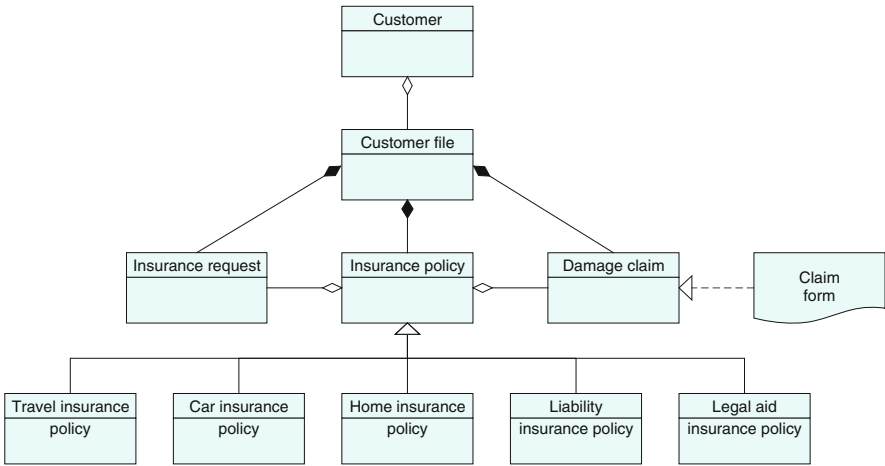 Customer
Customer file
Insurance request
Insurance policy
Damage claim
Claim
form
Travel insurance
policy
Car insurance
policy
Home insurance
policy
Liability
insurance policy
Legal aid
insurance policy